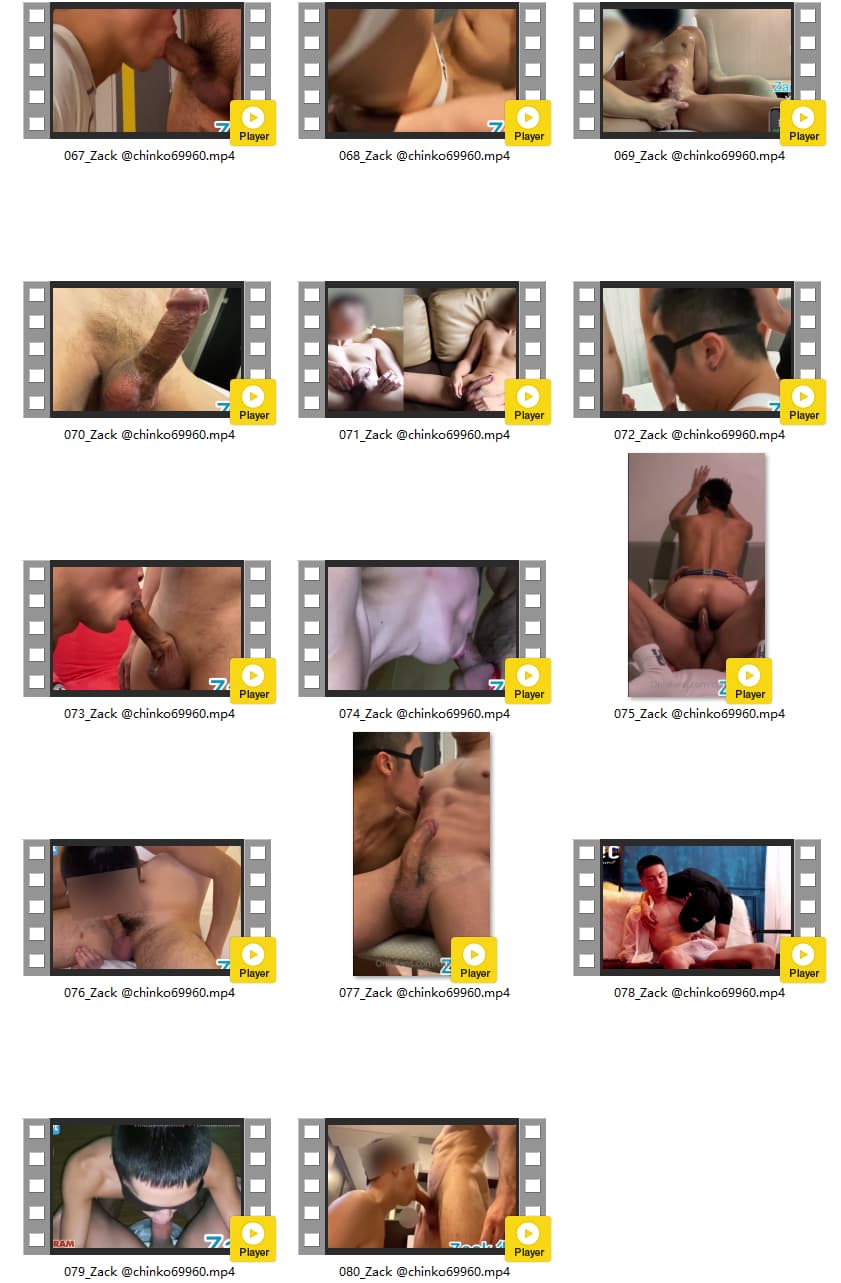 067_Zack @chinko69960.mp4
068_Zack @chinko69960.mp4
069_Zack @chinko69960.mp4
Player
Player
Player
070_Zack @chinko69960.mp4
071_Zack @chinko69960.mp4
072_Zack @chinko69960.mp4
Player
Player
Player
073_Zack @chinko69960.mp4
074_Zack @chinko69960.mp4
075_Zack @chinko69960.mp4
Player
Player
Player
076_Zack @chinko69960.mp4
077_Zack @chinko69960.mp4
078_Zack @chinko69960.mp4
Player
Player
Player
RAM
079_Zack @chinko69960.mp4
080_Zack @chinko69960.mp4
Player
Player